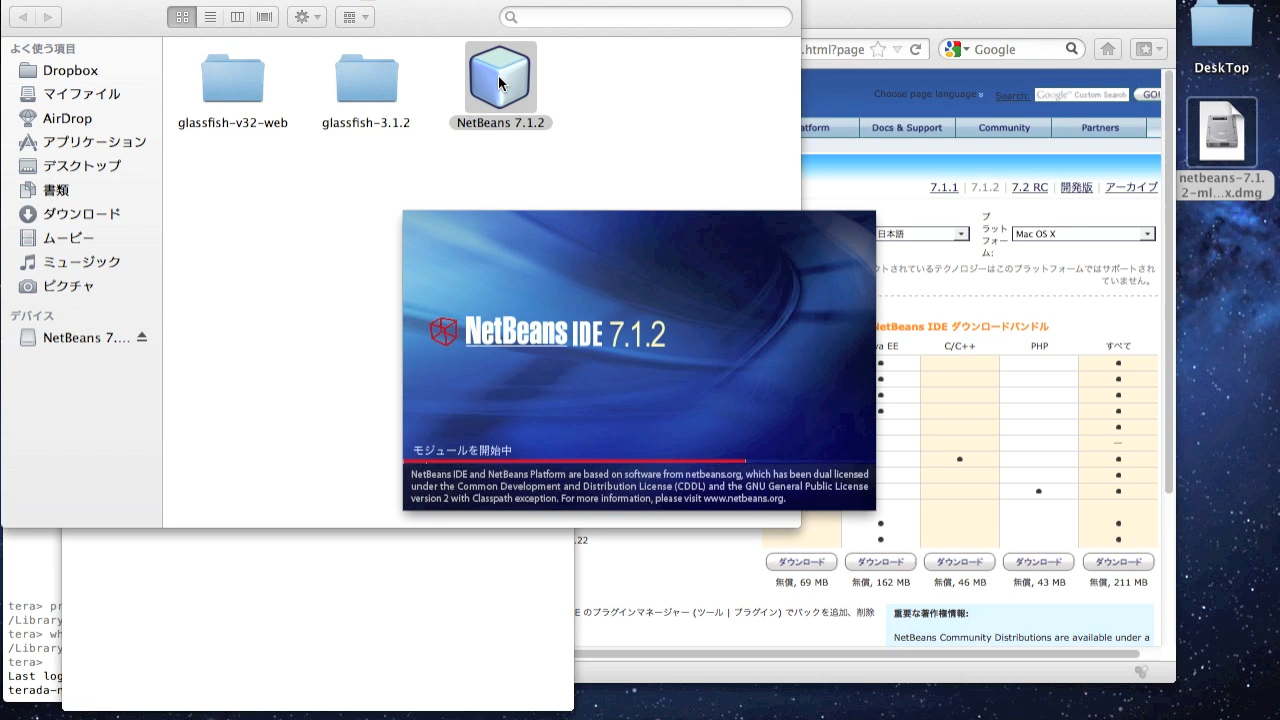 よく使う項目
Dropbox
マイファイル
AirDrop
アプリケーション
デスクトップ
書類
ダウンロード
ムービー
ミュージック
ピクチャ
デバイス
NetBeans 7....
glassfish-v32-web
glassfish-3.1.2
NetBeans 7.1.2
.html?page
Google
Choose page language
Search:
Google™ Custom Search
GO!
Docs & Support
Community
Partners
7.1.1 | 7.1.2 | 7.2 RC | 開発版 | アーカイブ
日本語
プ
ラット
フォー
ム:
Mac OS X
クトされているテクノロジーはこのプラットフォームではサポートされ
ていません。
NetBeans IDE ダウンロードバンドル
EE
C/C++
PHP
すべて
NetBeans IDE 7.1.2
モジュールを開始中
NetBeans IDE and NetBeans Platform are based on software from netbeans.org, which has been dual licensed
under the Common Development and Distribution License (CDDL) and the GNU General Public License
version 2 with Classpath exception. For more information, please visit www.netbeans.org.
.22
ダウンロード
ダウンロード
ダウンロード
ダウンロード
ダウンロード
無償, 69 MB
無償, 162 MB
無償, 46 MB
無償, 43 MB
無償, 211 MB
E のプラグインマネージャー (ツール | プラグイン) でパックを追加、削除
重要な著作権情報:
NetBeans Community Distributions are available under a
tera> pr
/Library
tera> wh
/Library
tera>
Last log
terada-
DeskTop
netbeans-7.1.
2-ml...x.dmg